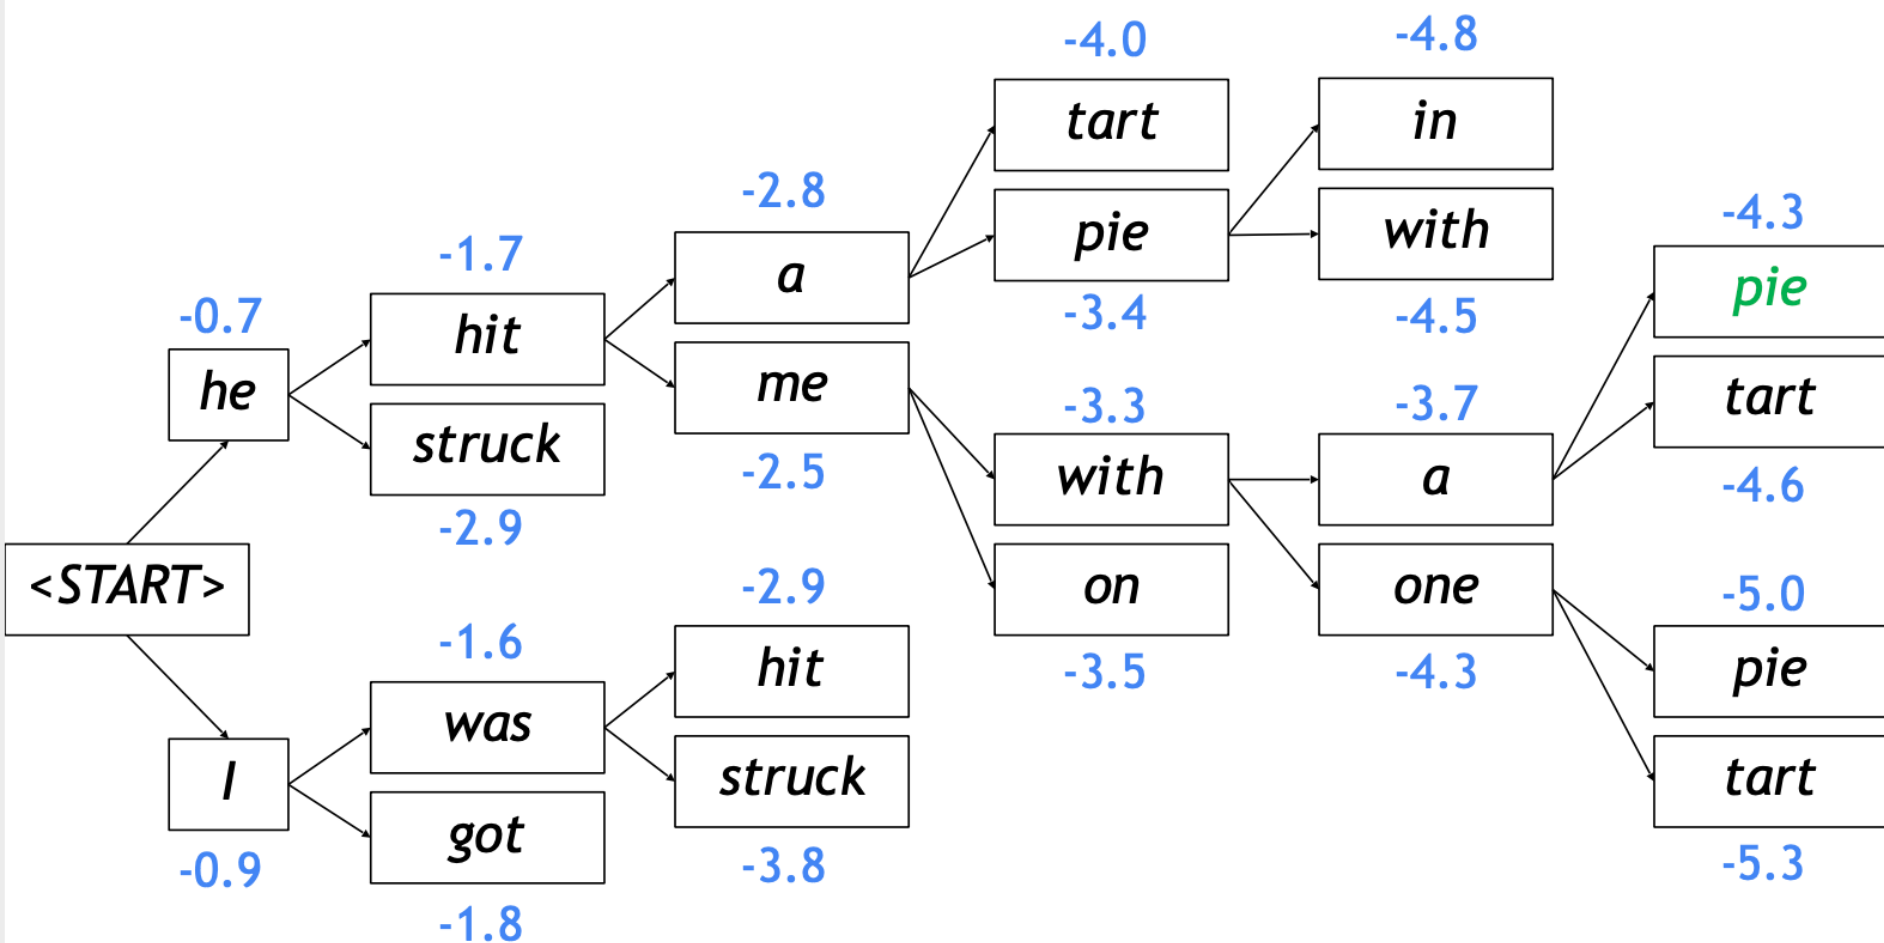 -4.0
-4.8
tart
in
-2.8
-4.3
pie
with
-1.7
a
pie
-0.7
hit
-3.4
-4.5
he
me
-3.3
-3.7
tart
struck
-2.5
with
a
-4.6
-2.9
<START>
-2.9
on
one
-5.0
-1.6
hit
-3.5
-4.3
pie
was
I
struck
tart
got
-0.9
-3.8
-5.3
-1.8